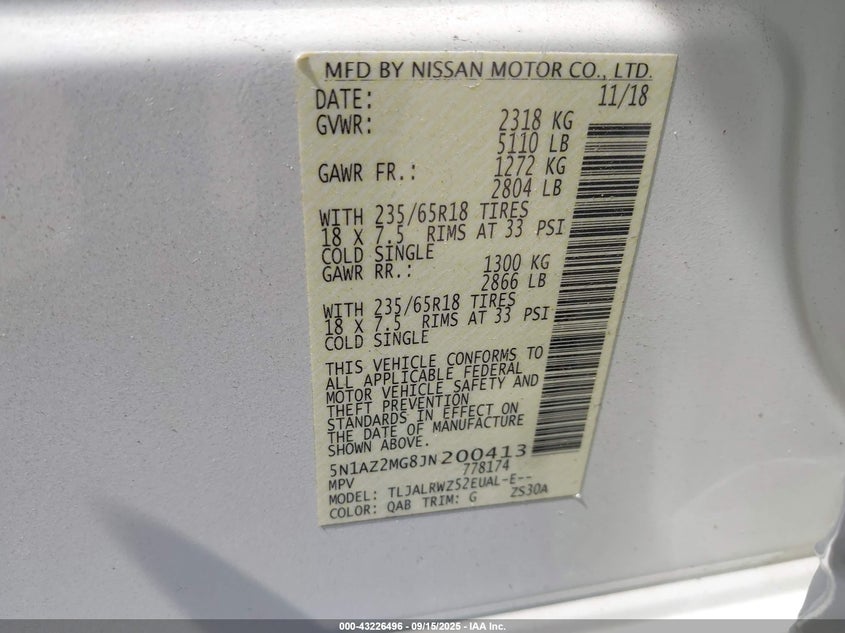 MFD BY NISSAN MOTOR CO., LTD.
DATE: 11/18
GVWR: 2318 KG
5110 LB
GAWR FR.: 1272 KG
2804 LB
WITH 235/65R18 TIRES
18 X 7.5 RIMS AT 33 PSI
COLD SINGLE
GAWR RR.: 1300 KG
2866 LB
WITH 235/65R18 TIRES
18 X 7.5 RIMS AT 33 PSI
COLD SINGLE
THIS VEHICLE CONFORMS TO
ALL APPLICABLE FEDERAL
MOTOR VEHICLE SAFETY AND
THEFT PREVENTION
STANDARDS IN EFFECT ON
THE DATE OF MANUFACTURE
SHOWN ABOVE.
5N1AZ2MG8JN200413
MPV 778174
MODEL: TLJALRWZ52EUAL-E--
COLOR: QAB TRIM: G ZS30A
000-43226496 - 09/15/2025 - IAA Inc.